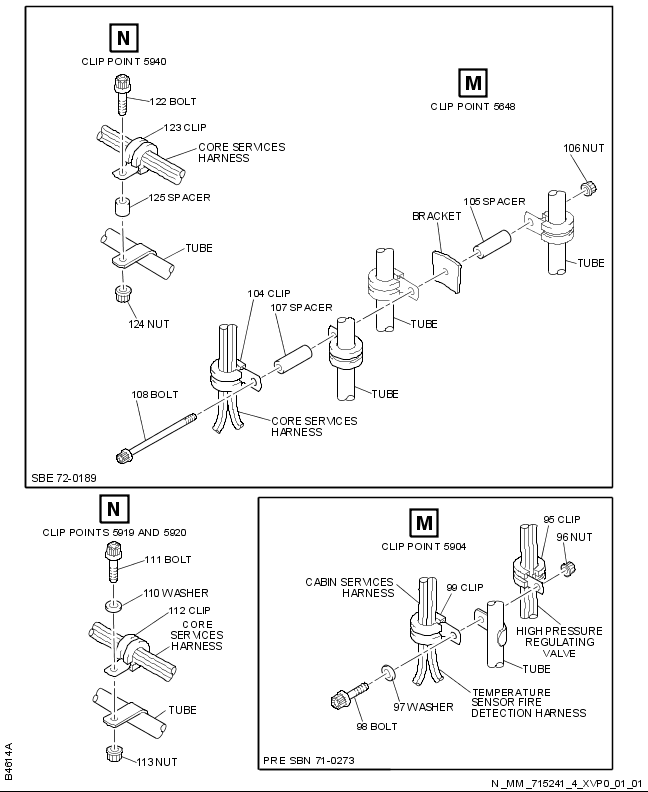 N
CLIP POINT 5940
122 BOLT
123 CLIP
CORE SERVICES
HARNESS
125 SPACER
TUBE
124 NUT
M
CLIP POINT 5648
106 NUT
105 SPACER
BRACKET
TUBE
TUBE
104 CLIP
107 SPACER
TUBE
108 BOLT
CORE SERVICES
HARNESS
SBE 72-0189
N
CLIP POINTS 5919 AND 5920
111 BOLT
110 WASHER
112 CLIP
CORE
SERVICES
HARNESS
TUBE
113 NUT
M
CLIP POINT 5904
95 CLIP
96 NUT
CABIN SERVICES
HARNESS
99 CLIP
HIGH PRESSURE
REGULATING
VALVE
TUBE
TEMPERATURE
SENSOR FIRE
DETECTION HARNESS
97 WASHER
98 BOLT
PRE SBN 71-0273
B4614A
N_MM_715241_4_XVP0_01_01